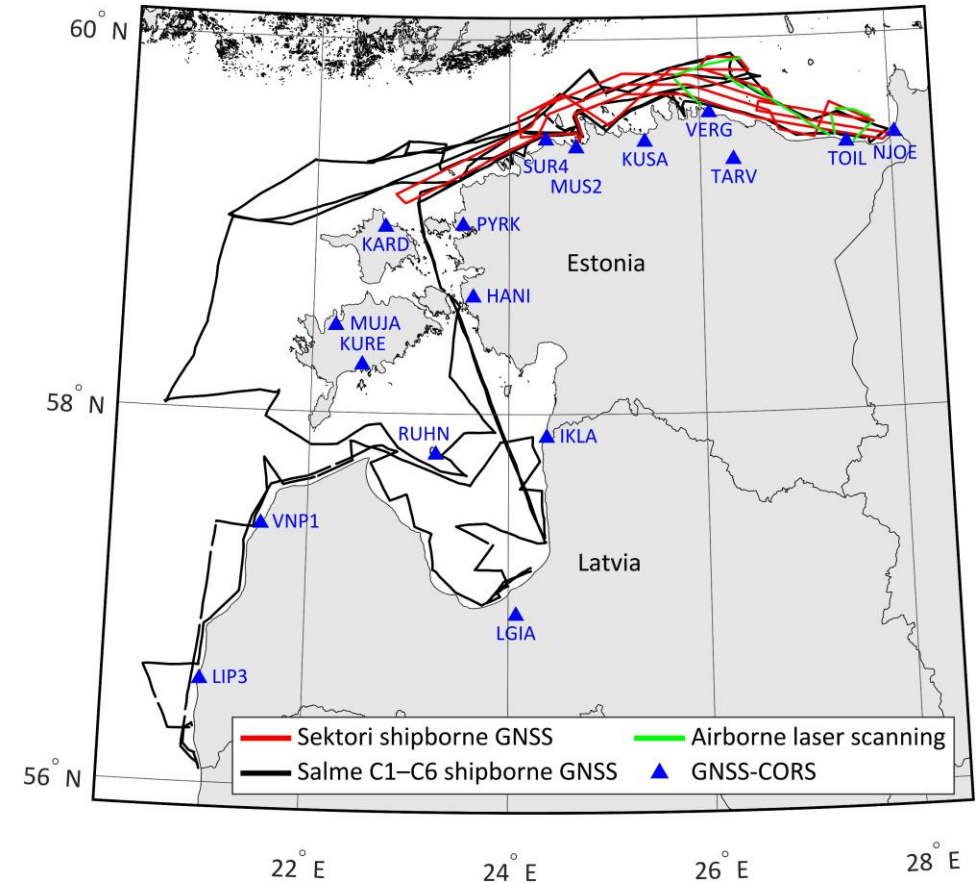 60° N
VERG
SUR4
MUS2
KUSA
TARV
TOIL
NJOE
KARD
PYRK
Estonia
HANI
MUJA
KURE
58° N
RUHN
IKLA
VNP1
Latvia
LGIA
LIP3
Sektori shipborne GNSS
Airborne laser scanning
Salme C1–C6 shipborne GNSS
GNSS-CORS
56° N
22° E
24° E
26° E
28° E